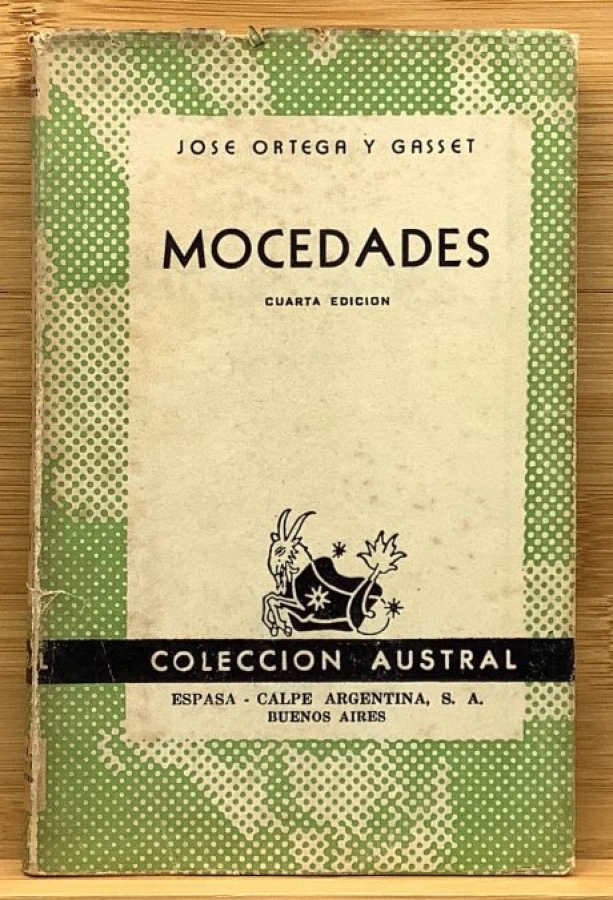 JOSE ORTEGA Y GASSET
MOCEDADES
CUARTA EDICION
L
COLECCION AUSTRAL
ESPASA - CALPE ARGENTINA, S. A.
BUENOS AIRES